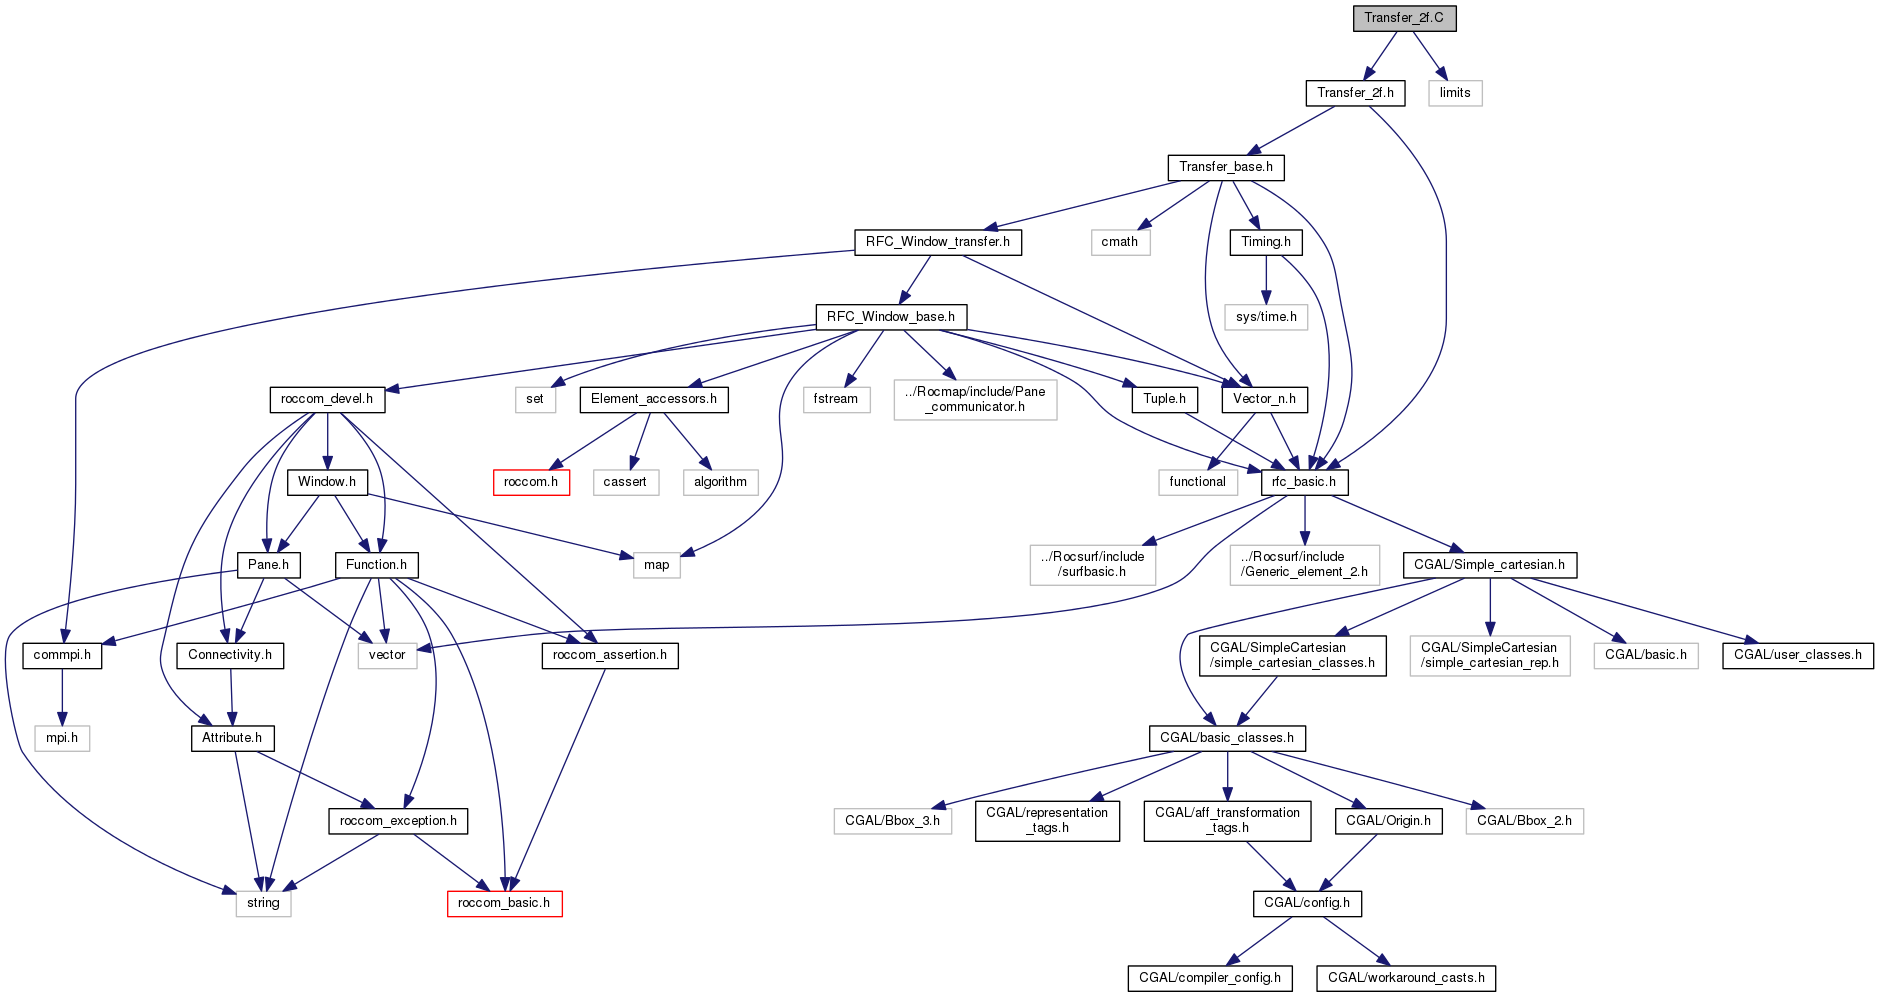 Transfer_2f.C
Transfer_2f.h
limits
Transfer_base.h
RFC_Window_transfer.h
cmath
Timing.h
RFC_Window_base.h
sys/time.h
roccom_devel.h
set
Element_accessors.h
fstream
../Rocmap/include/Pane
_communicator.h
Tuple.h
Vector_n.h
Window.h
roccom.h
cassert
algorithm
functional
rfc_basic.h
Pane.h
Function.h
map
../Rocsurf/include
/surfbasic.h
../Rocsurf/include
/Generic_element_2.h
CGAL/Simple_cartesian.h
commpi.h
Connectivity.h
vector
roccom_assertion.h
CGAL/SimpleCartesian
/simple_cartesian_classes.h
CGAL/SimpleCartesian
/simple_cartesian_rep.h
CGAL/basic.h
CGAL/user_classes.h
mpi.h
Attribute.h
CGAL/basic_classes.h
roccom_exception.h
CGAL/Bbox_3.h
CGAL/representation
_tags.h
CGAL/aff_transformation
_tags.h
CGAL/Origin.h
CGAL/Bbox_2.h
string
roccom_basic.h
CGAL/config.h
CGAL/compiler_config.h
CGAL/workaround_casts.h